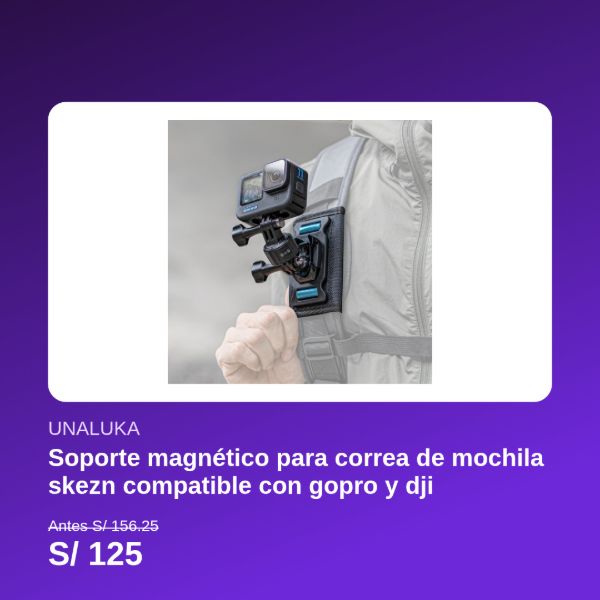 UNALUKA
Soporte magnético para correa de mochila
skezn compatible con gopro y dji
Antes S/ 156.25
S/ 125